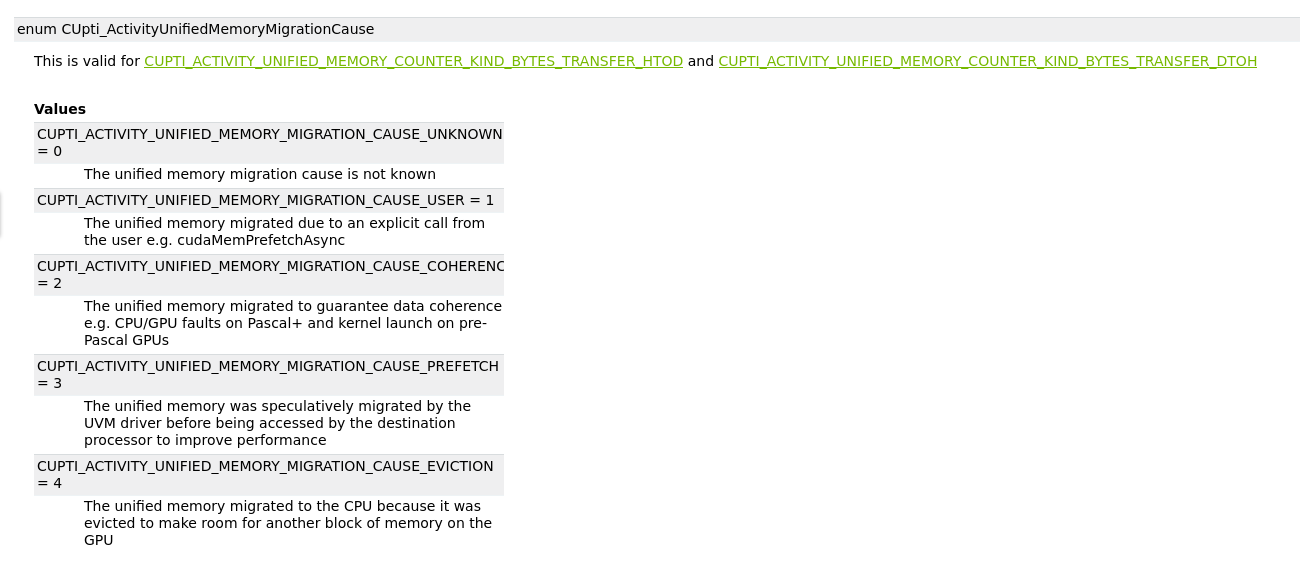 enum CUpti_ActivityUnifiedMemoryMigrationCause
This is valid for CUPTI_ACTIVITY_UNIFIED_MEMORY_COUNTER_KIND_BYTES_TRANSFER_HTOD and CUPTI_ACTIVITY_UNIFIED_MEMORY_COUNTER_KIND_BYTES_TRANSFER_DTOH
Values
CUPTI_ACTIVITY_UNIFIED_MEMORY_MIGRATION_CAUSE_UNKNOWN
= 0
The unified memory migration cause is not known
CUPTI_ACTIVITY_UNIFIED_MEMORY_MIGRATION_CAUSE_USER = 1
The unified memory migrated due to an explicit call from
the user e.g. cudaMemPrefetchAsync
CUPTI_ACTIVITY_UNIFIED_MEMORY_MIGRATION_CAUSE_COHERENC
= 2
The unified memory migrated to guarantee data coherence
e.g. CPU/GPU faults on Pascal+ and kernel launch on pre-
Pascal GPUs
CUPTI_ACTIVITY_UNIFIED_MEMORY_MIGRATION_CAUSE_PREFETCH
= 3
The unified memory was speculatively migrated by the
UVM driver before being accessed by the destination
processor to improve performance
CUPTI_ACTIVITY_UNIFIED_MEMORY_MIGRATION_CAUSE_EVICTION
= 4
The unified memory migrated to the CPU because it was
evicted to make room for another block of memory on the
GPU